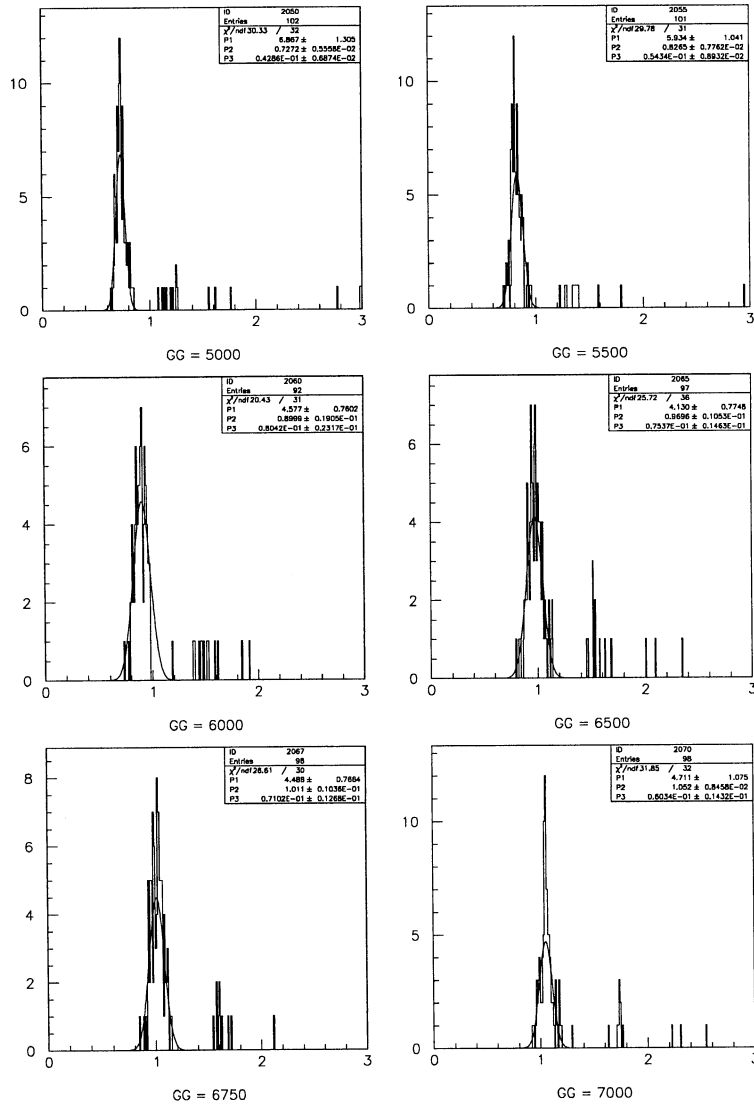 ID 2050
Entries 102
χ²/ndf 30.33 / 32
P1 6.867 ± 1.305
P2 0.7272 ± 0.5558E-02
P3 0.4286E-01 ± 0.6874E-02
10
5
0
0 1 2 3
GG = 5000
ID 2055
Entries 101
χ²/ndf 29.78 / 31
P1 5.934 ± 1.041
P2 0.8265 ± 0.7762E-02
P3 0.5434E-01 ± 0.8932E-02
10
5
0
0 1 2 3
GG = 5500
ID 2060
Entries 92
χ²/ndf 20.43 / 31
P1 4.577 ± 0.7602
P2 0.8999 ± 0.1905E-01
P3 0.8042E-01 ± 0.2317E-01
6
4
2
0
0 1 2 3
GG = 6000
ID 2065
Entries 97
χ²/ndf 25.72 / 36
P1 4.130 ± 0.7748
P2 0.9696 ± 0.1053E-01
P3 0.7537E-01 ± 0.1463E-01
6
4
2
0
0 1 2 3
GG = 6500
ID 2067
Entries 98
χ²/ndf 26.61 / 30
P1 4.488 ± 0.7664
P2 1.011 ± 0.1036E-01
P3 0.7102E-01 ± 0.1268E-01
8
6
4
2
0
0 1 2 3
GG = 6750
ID 2070
Entries 98
χ²/ndf 31.85 / 32
P1 4.711 ± 1.075
P2 1.052 ± 0.8458E-02
P3 0.6034E-01 ± 0.1432E-01
10
5
0
0 1 2 3
GG = 7000